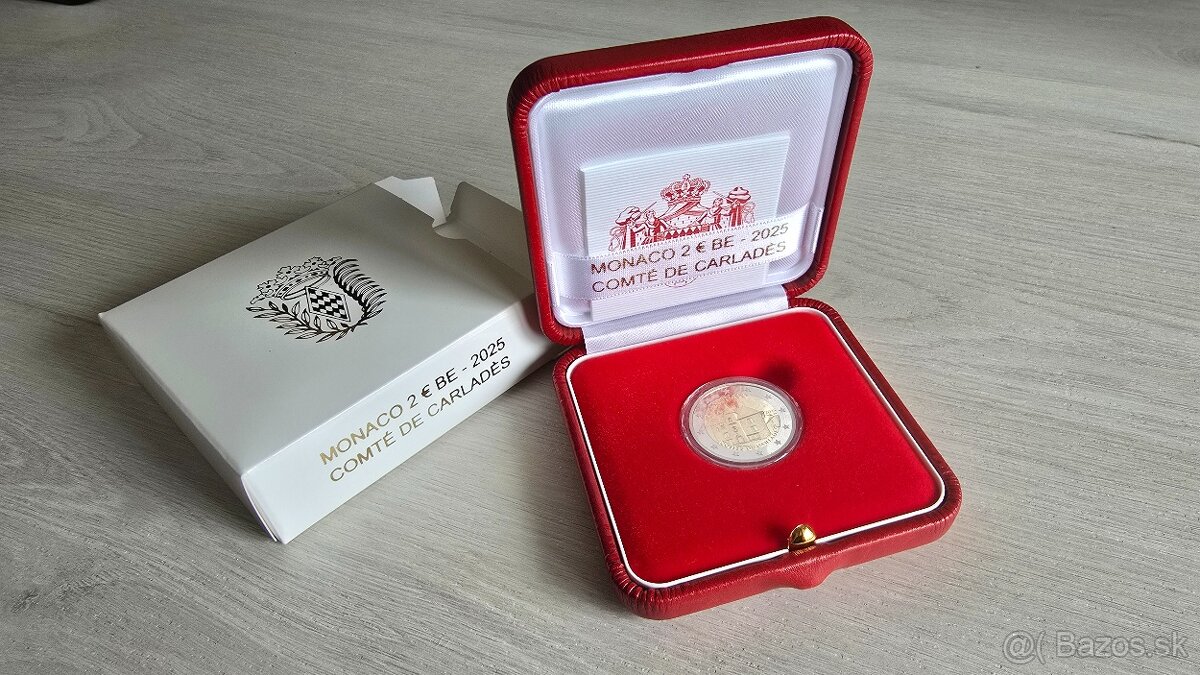 MONACO 2 € BE - 2025
COMTÉ DE CARLADÈS
MONACO 2 € BE - 2025
COMTÉ DE CARLADÈS
@( Bazos.sk